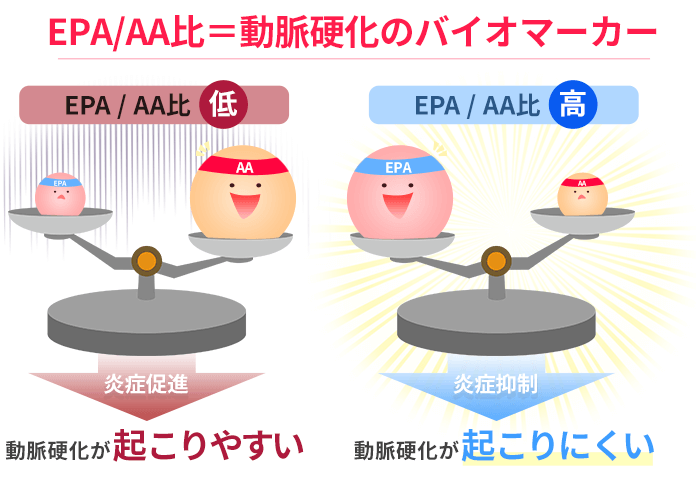 EPA/AA比＝動脈硬化のバイオマーカー
EPA / AA比 低
EPA / AA比 高
EPA
AA
EPA
AA
炎症促進
炎症抑制
動脈硬化が起こりやすい
動脈硬化が起こりにくい